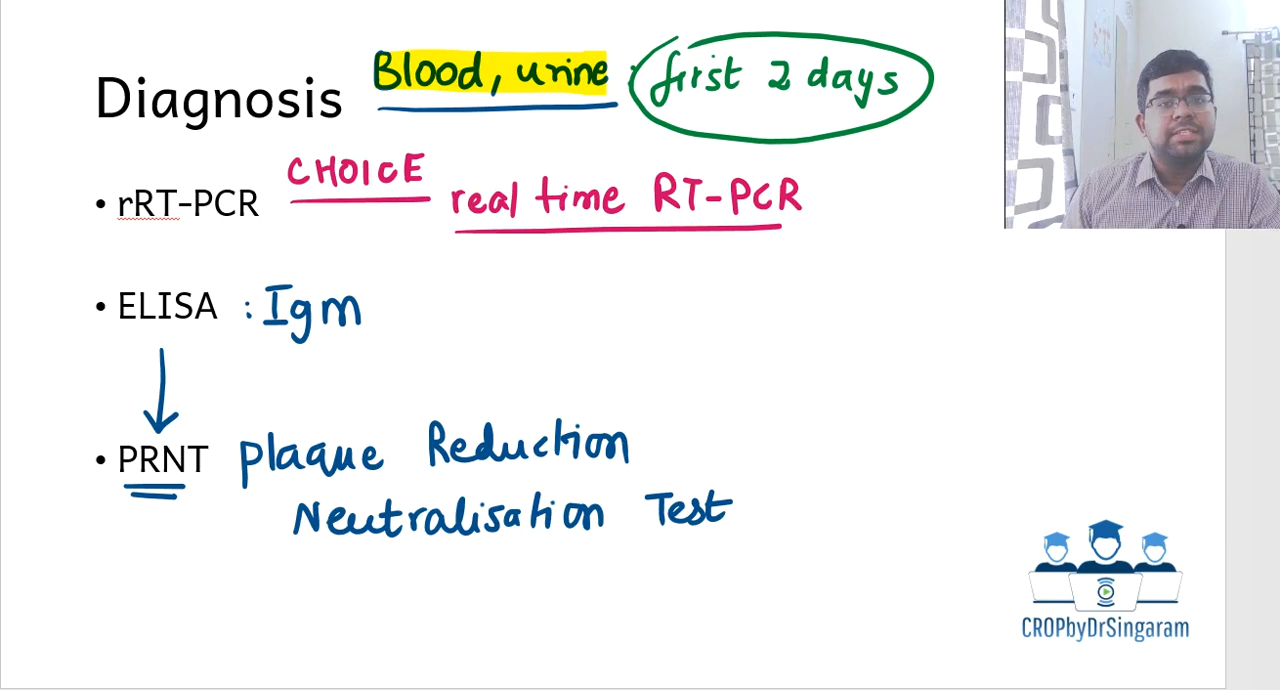 Diagnosis Blood, urine : first 2 days
• rRT-PCR CHOICE real time RT-PCR
• ELISA : Igm
• PRNT Plaque Reduction
Neutralisation Test
CROPbyDrSingaram